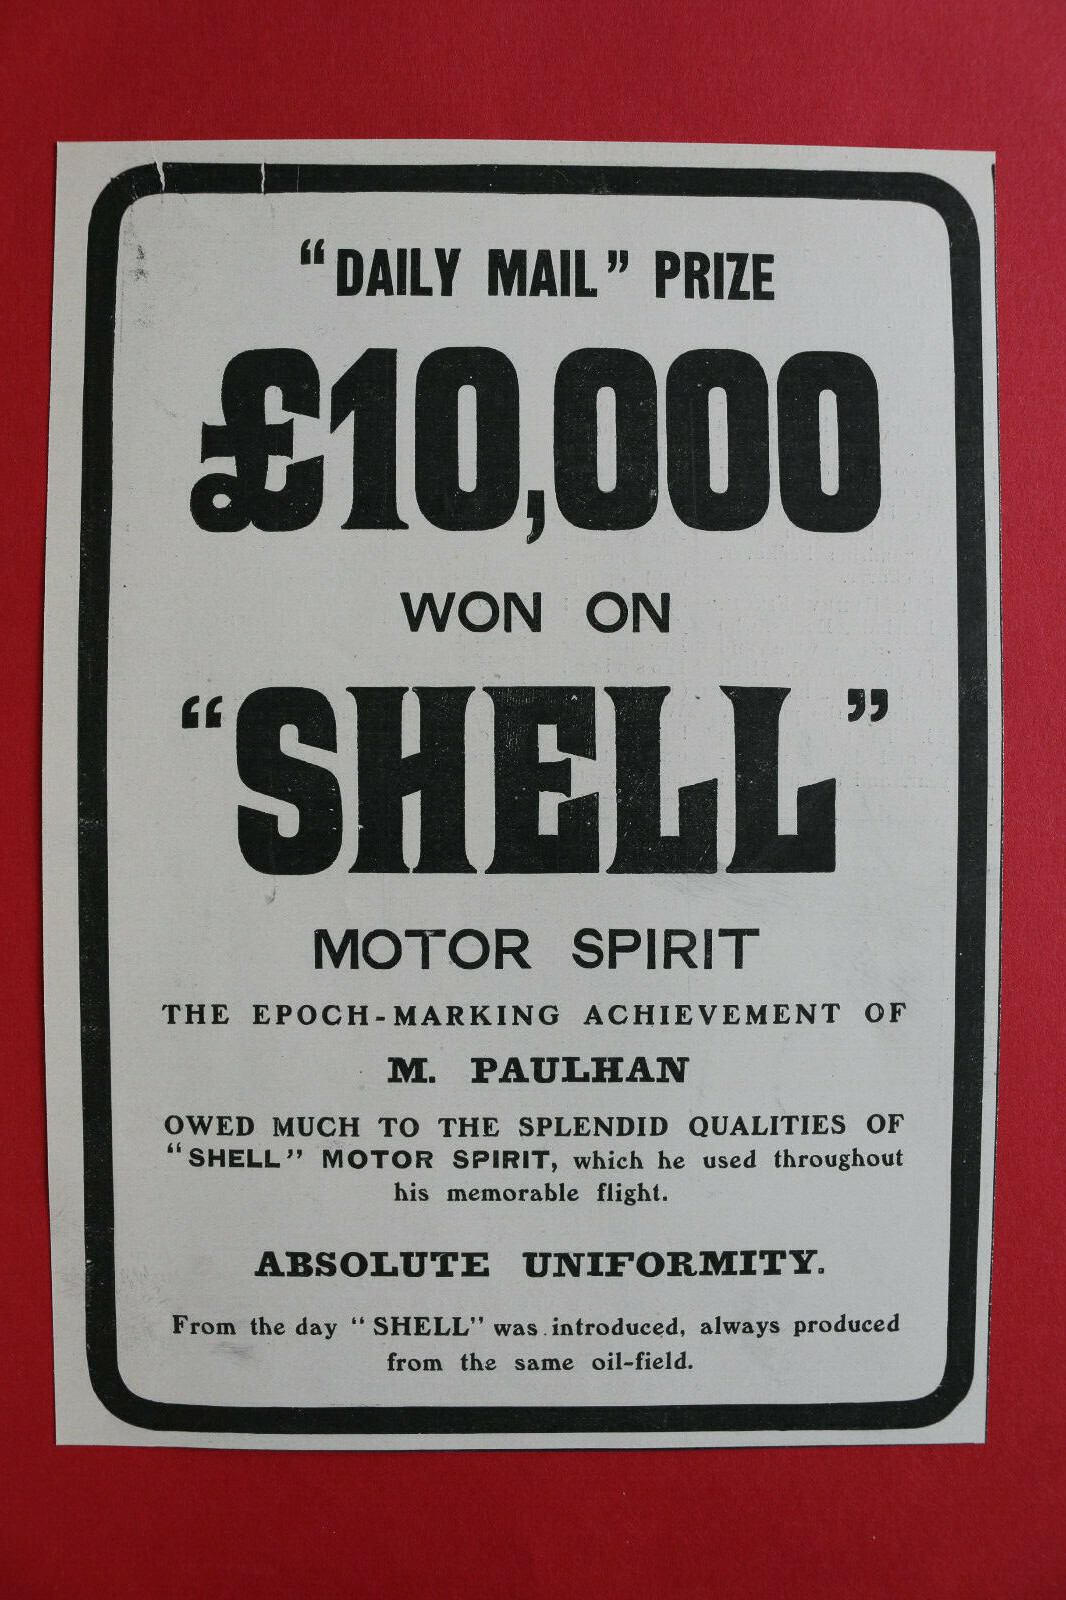 “DAILY MAIL” PRIZE
£10,000
WON ON
“SHELL”
MOTOR SPIRIT
THE EPOCH-MARKING ACHIEVEMENT OF
M. PAULHAN
OWED MUCH TO THE SPLENDID QUALITIES OF
“SHELL” MOTOR SPIRIT, which he used throughout
his memorable flight.
ABSOLUTE UNIFORMITY.
From the day “SHELL” was introduced, always produced
from the same oil-field.